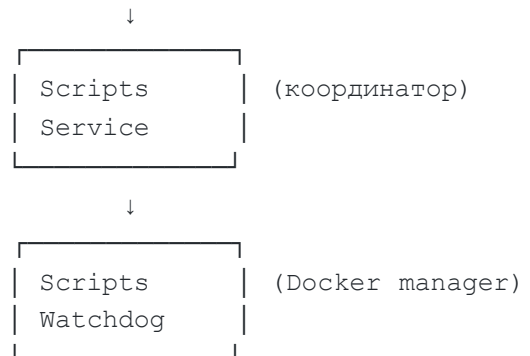 ↓
Scripts (координатор)
Service
↓
Scripts (Docker manager)
Watchdog